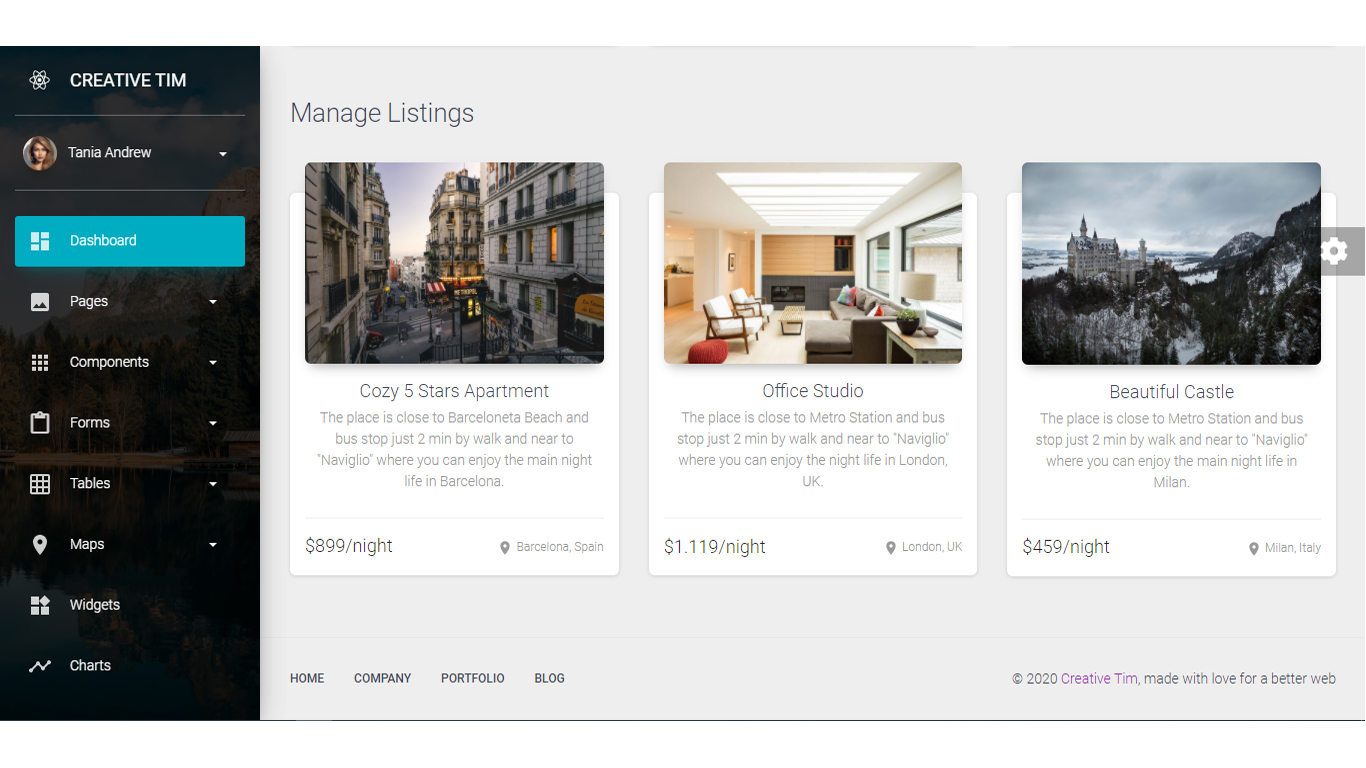 CREATIVE TIM
Tania Andrew
Dashboard
Pages
Components
Forms
Tables
Maps
Widgets
Charts
Manage Listings
METROPOL
Cozy 5 Stars Apartment
The place is close to Barceloneta Beach and
bus stop just 2 min by walk and near to
"Naviglio" where you can enjoy the main night
life in Barcelona.
$899/night
Barcelona, Spain
Office Studio
The place is close to Metro Station and bus
stop just 2 min by walk and near to "Naviglio"
where you can enjoy the night life in London,
UK.
$1.119/night
London, UK
Beautiful Castle
The place is close to Metro Station and bus
stop just 2 min by walk and near to "Naviglio"
where you can enjoy the main night life in
Milan.
$459/night
Milan, Italy
HOME COMPANY PORTFOLIO BLOG
© 2020 Creative Tim, made with love for a better web